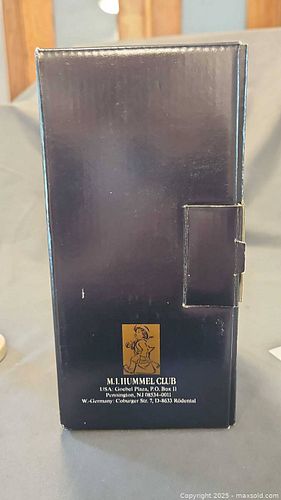 M.I. HUMMEL CLUB
USA: Goebel Plaza, P.O. Box 11
Pennington, NJ 08534-0011
W.-Germany: Coburger Str. 7, D-8633 Rödental
Copyright © 2025 - maxsold.com